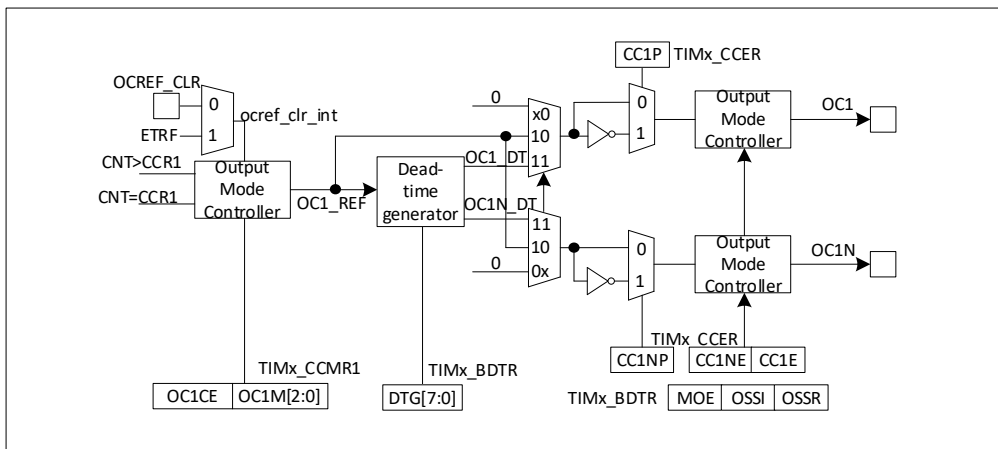 CC1P TIMx_CCER
OCREF_CLR
0
1
ETRF
ocref_clr_int
CNT>CCR1
CNT=CCR1
Output
Mode
Controller
OC1_REF
Dead-
time
generator
OC1_DT
OC1N_DT
0
x0
10
11
11
10
0x
0
0
1
Output
Mode
Controller
OC1
0
1
Output
Mode
Controller
OC1N
TIMx_CCER
CC1NP CC1NE CC1E
TIMx_CCMR1
OC1CE OC1M[2:0]
TIMx_BDTR
DTG[7:0]
TIMx_BDTR MOE OSSI OSSR